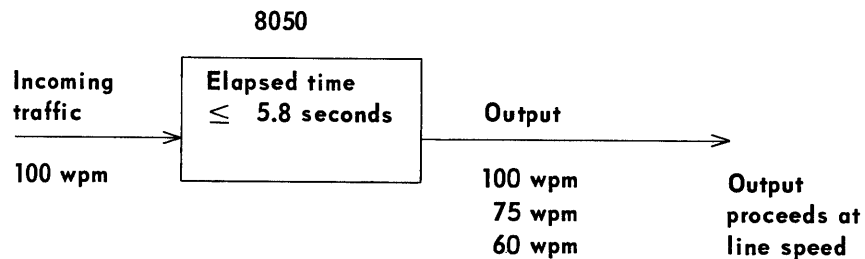 8050
Incoming
traffic
100 wpm
Elapsed time
≤ 5.8 seconds
Output
100 wpm
75 wpm
60 wpm
Output
proceeds at
line speed